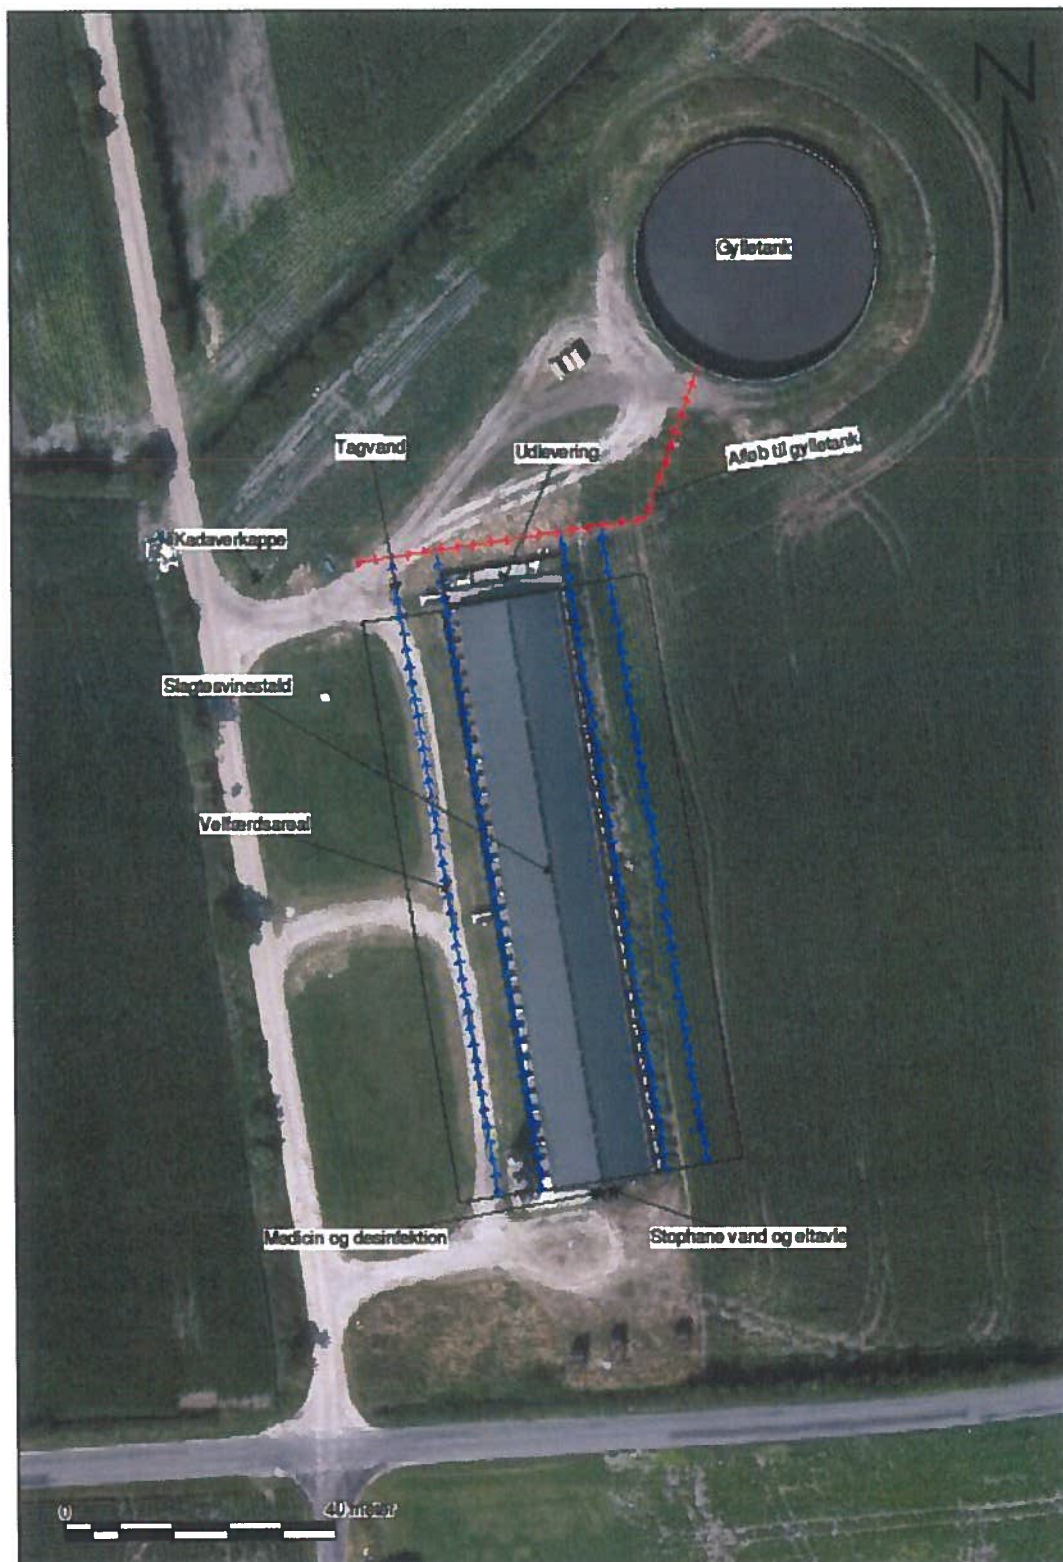 N
Gylletank
Tagvand
Udlevering
Afløb til gylletank
Kadaverkappe
Slagtesvinestald
Velfærdsareal
Medicin og desinfektion
Stophane vand og eltavle
0
40 meter